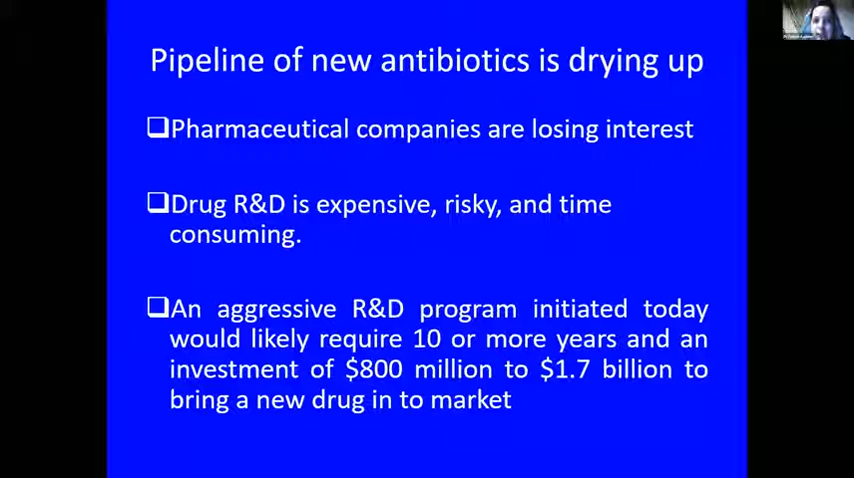 Pipeline of new antibiotics is drying up
Pharmaceutical companies are losing interest
Drug R&D is expensive, risky, and time
consuming.
An aggressive R&D program initiated today
would likely require 10 or more years and an
investment of $800 million to $1.7 billion to
bring a new drug in to market